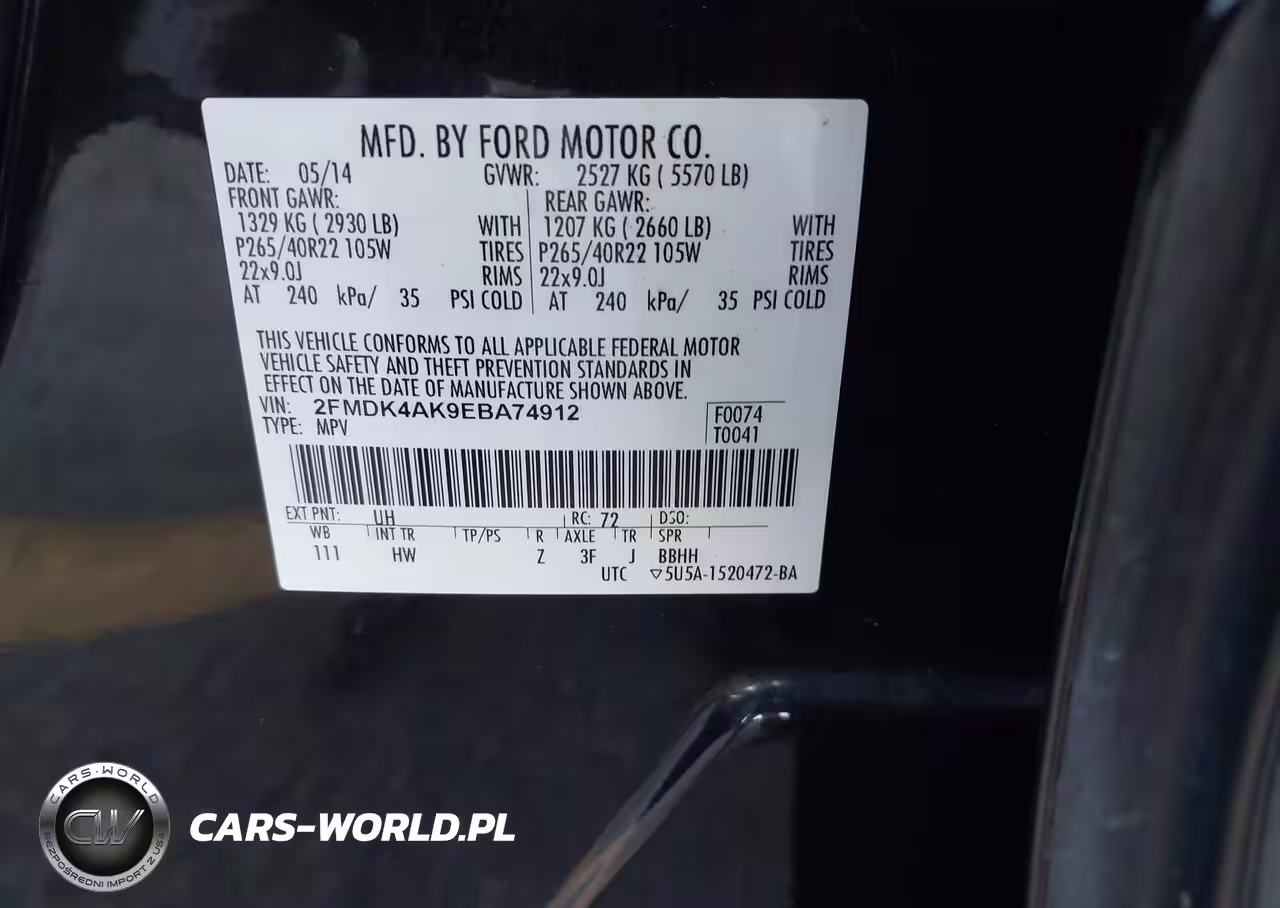 MFD. BY FORD MOTOR CO.
DATE: 05/14 GVWR: 2527 KG ( 5570 LB)
FRONT GAWR: REAR GAWR:
1329 KG ( 2930 LB) WITH 1207 KG ( 2660 LB) WITH
P265/40R22 105W TIRES P265/40R22 105W TIRES
22x9.0J RIMS 22x9.0J RIMS
AT 240 kPa/ 35 PSI COLD AT 240 kPa/ 35 PSI COLD
THIS VEHICLE CONFORMS TO ALL APPLICABLE FEDERAL MOTOR
VEHICLE SAFETY AND THEFT PREVENTION STANDARDS IN
EFFECT ON THE DATE OF MANUFACTURE SHOWN ABOVE.
VIN: 2FMDK4AK9EBA74912 F0074
TYPE: MPV T0041
EXT PNT: UH RC: 72 DSO:
WB INT TR TP/PS R AXLE TR SPR
111 HW Z 3F J BBHH
UTC ▽5U5A-1520472-BA
CARS-WORLD
CW
BEZPOŚREDNI IMPORT Z USA
CARS-WORLD.PL